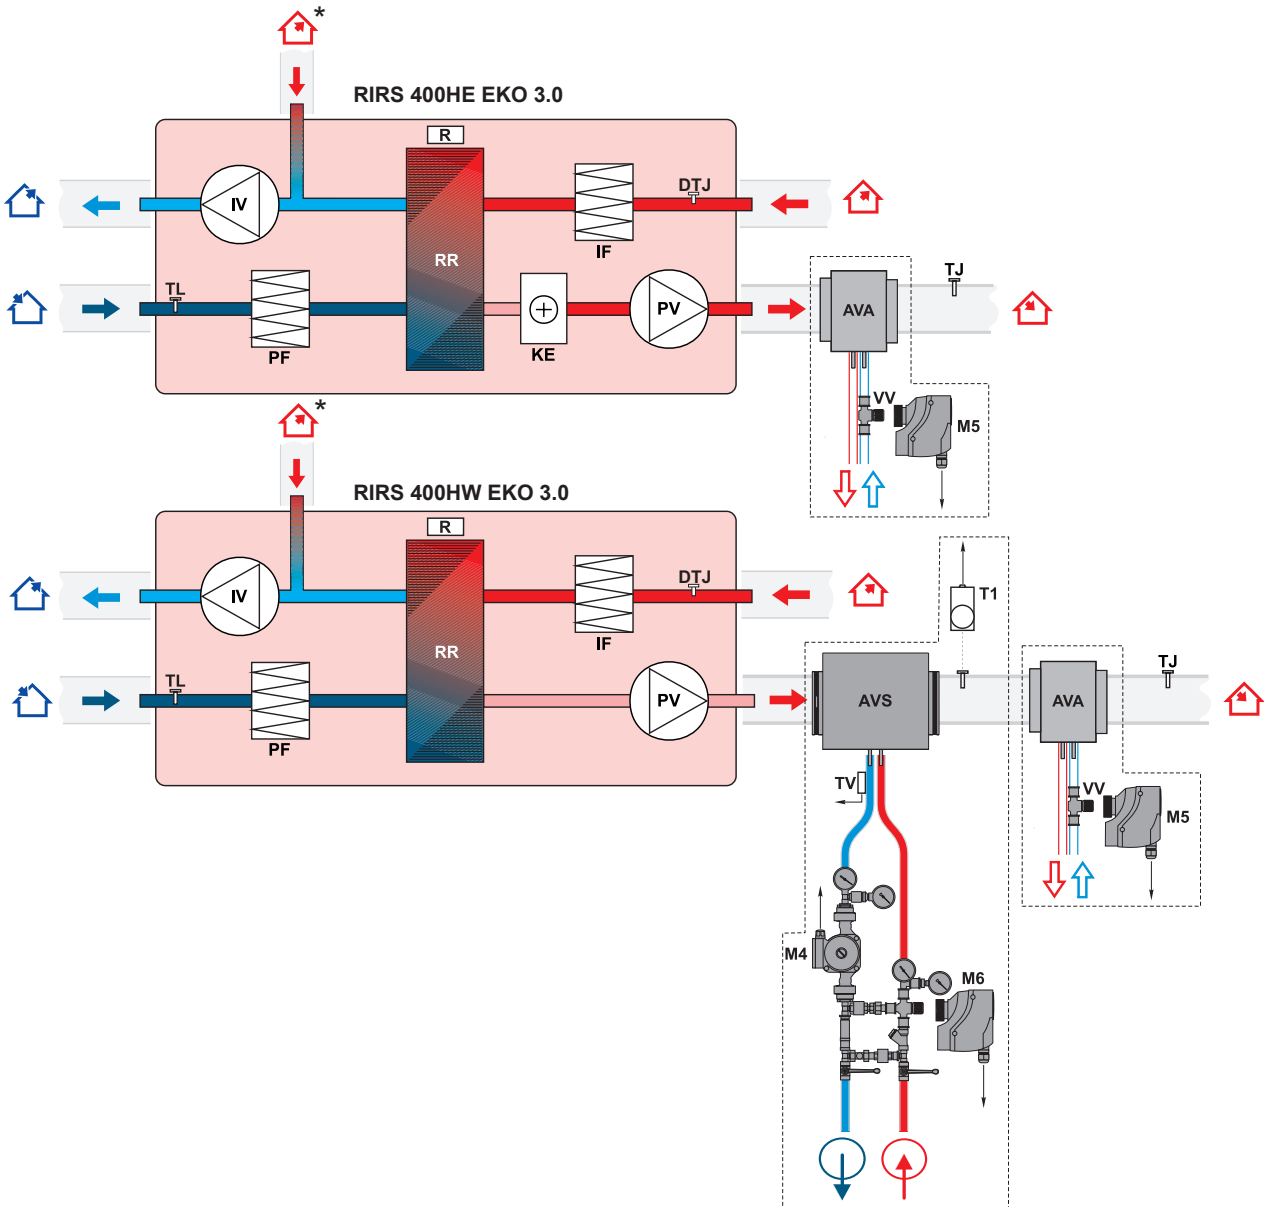 *
RIRS 400HE EKO 3.0
R
DTJ
IV
IF
RR
TL
PF
KE
PV
AVA
TJ
VV
M5
*
RIRS 400HW EKO 3.0
R
DTJ
IV
IF
T1
RR
TL
PF
PV
AVS
AVA
TJ
TV
VV
M5
M4
M6